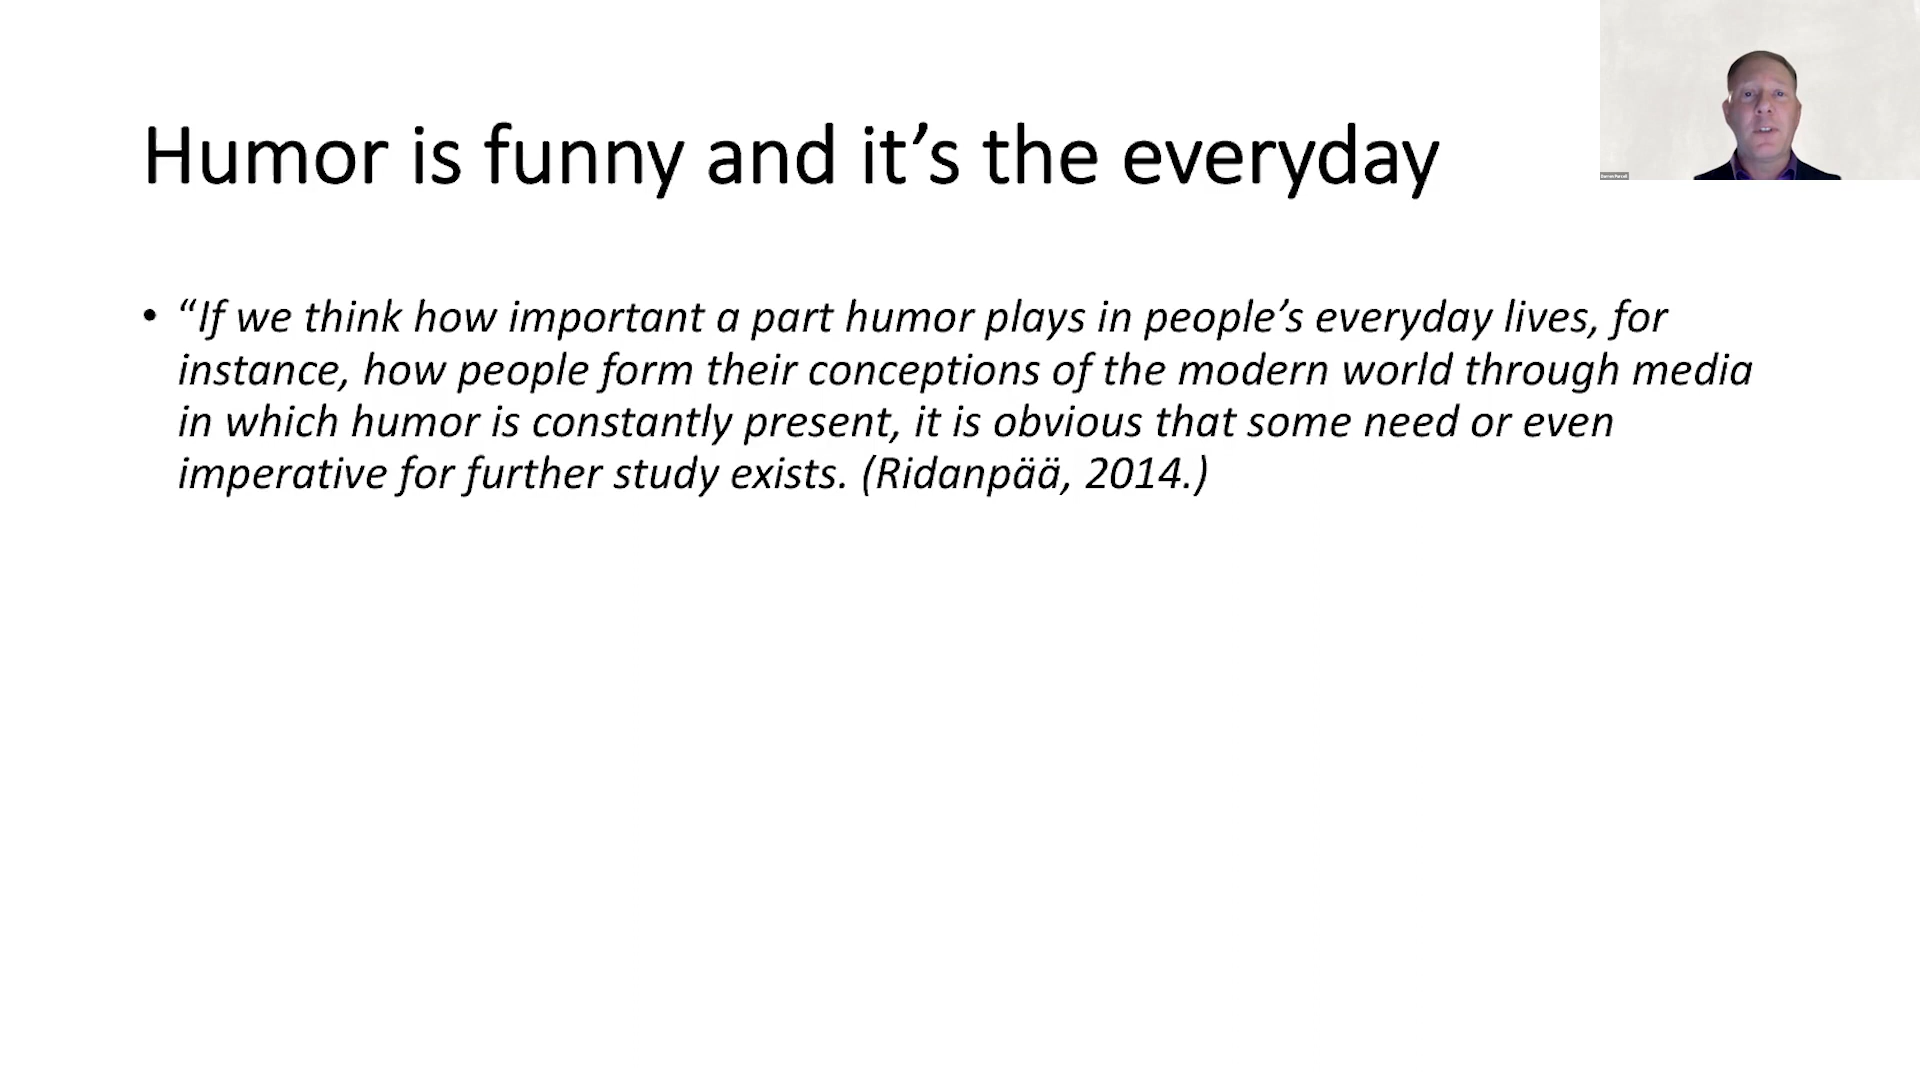 Humor is funny and it’s the everyday
• “If we think how important a part humor plays in people’s everyday lives, for
instance, how people form their conceptions of the modern world through media
in which humor is constantly present, it is obvious that some need or even
imperative for further study exists. (Ridanpää, 2014.)